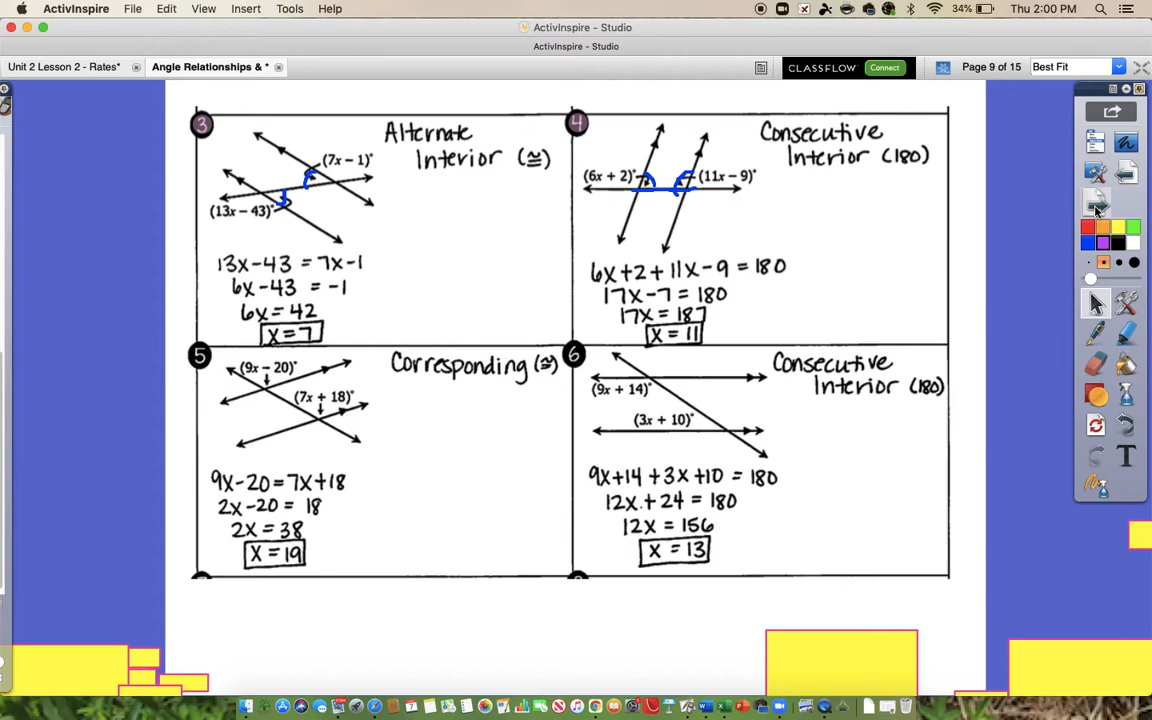 ActivInspire File Edit View Insert Tools Help
34% Thu 2:00 PM
ActivInspire - Studio
ActivInspire - Studio
Unit 2 Lesson 2 - Rates*
Angle Relationships & *
CLASSFLOW Connect
Page 9 of 15
Best Fit
3
Alternate
Interior (≅)
(7x − 1)°
(13x − 43)°
13x-43 = 7x-1
6x-43 = -1
6x = 42
x = 7
4
Consecutive
Interior (180)
(6x + 2)°
(11x − 9)°
6x+2+11x-9 = 180
17x-7 = 180
17x = 187
x = 11
5
Corresponding (≅)
(9x − 20)°
(7x + 18)°
9x-20=7x+18
2x-20 = 18
2x = 38
x = 19
6
Consecutive
Interior (180)
(9x + 14)°
(3x + 10)°
9x+14 +3x+10 = 180
12x+24 = 180
12x = 156
x = 13
T